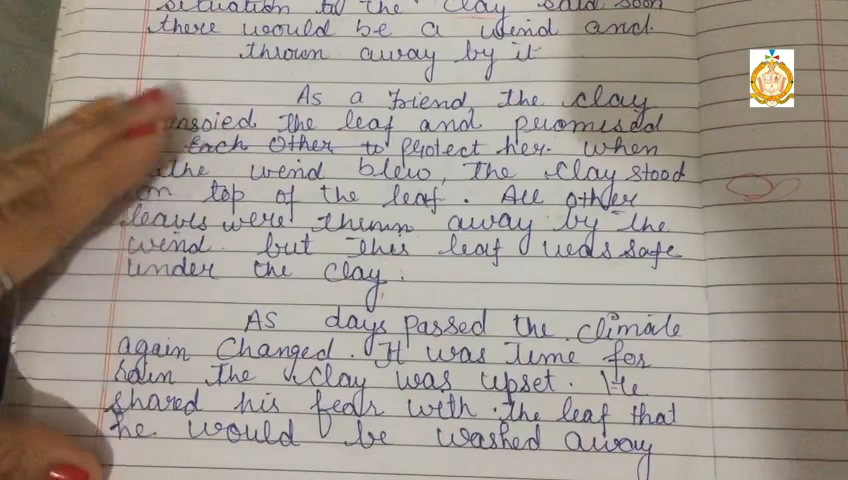 situation to the clay said soon
there would be a wind and
thrown away by it
As a friend the clay
the leaf and promised
each other to protect her. When
the wind blew, the clay stood
on top of the leaf. All other
leaves were thrown away by the
wind but this leaf was safe
under the clay.
As days passed the climate
again changed. It was time for
rain the clay was upset. He
shared his fear with the leaf that
he would be washed away